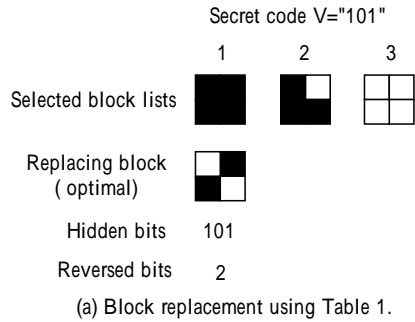 Secret code V="101"
1 2 3
Selected block lists
Replacing block
( optimal)
Hidden bits 101
Reversed bits 2
(a) Block replacement using Table 1.